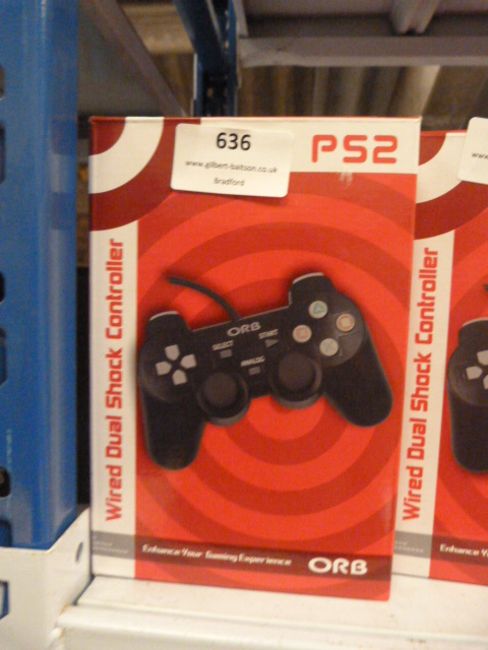 636
www.gilbert-baitson.co.uk
Bradford
PS2
Wired Dual Shock Controller
ORB
SELECT
START
ANALOG
Enhance Your Gaming Experience
ORB
www
Wired Dual Shock Controller
Enhance Y